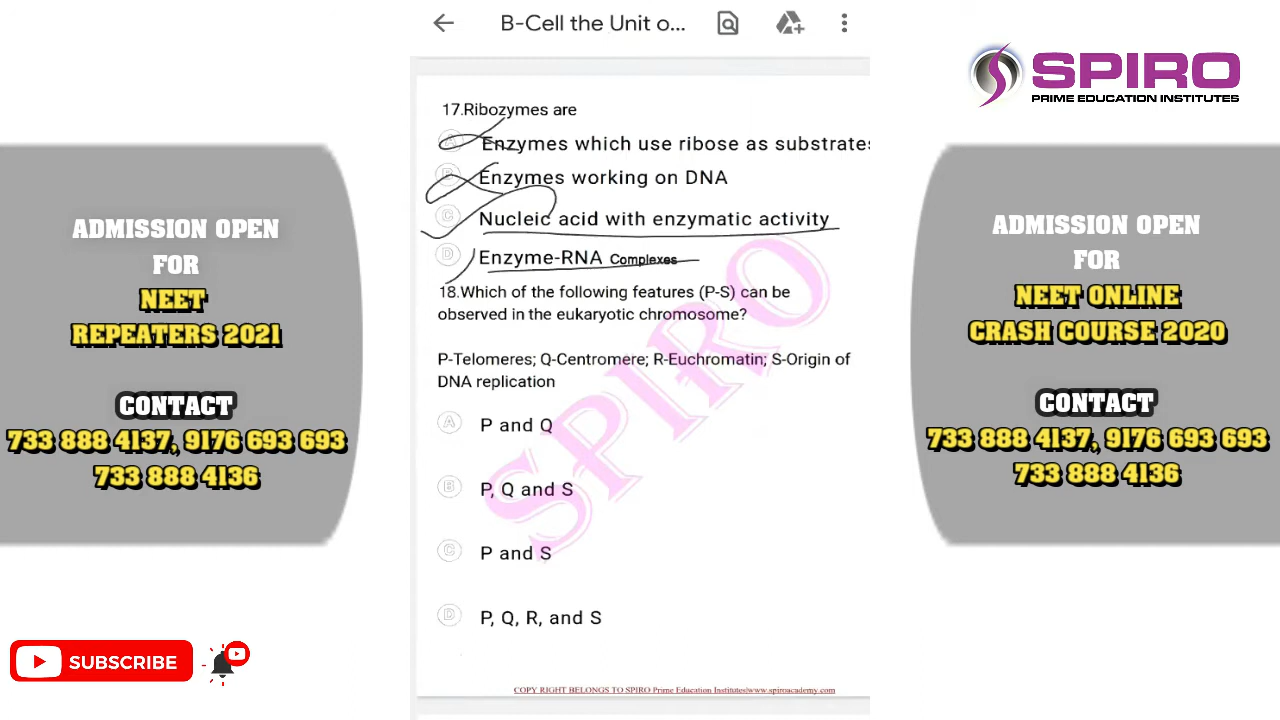 B-Cell the Unit o...
SPIRO
PRIME EDUCATION INSTITUTES
17.Ribozymes are
A Enzymes which use ribose as substrates
B Enzymes working on DNA
C Nucleic acid with enzymatic activity
D Enzyme-RNA Complexes
18.Which of the following features (P-S) can be
observed in the eukaryotic chromosome?
P-Telomeres; Q-Centromere; R-Euchromatin; S-Origin of
DNA replication
A P and Q
B P, Q and S
C P and S
D P, Q, R, and S
SPIRO
COPY RIGHT BELONGS TO SPIRO Prime Education Institutes|www.spiroacademy.com
ADMISSION OPEN
FOR
NEET
REPEATERS 2021
CONTACT
733 888 4137, 9176 693 693
733 888 4136
ADMISSION OPEN
FOR
NEET ONLINE
CRASH COURSE 2020
CONTACT
733 888 4137, 9176 693 693
733 888 4136
SUBSCRIBE